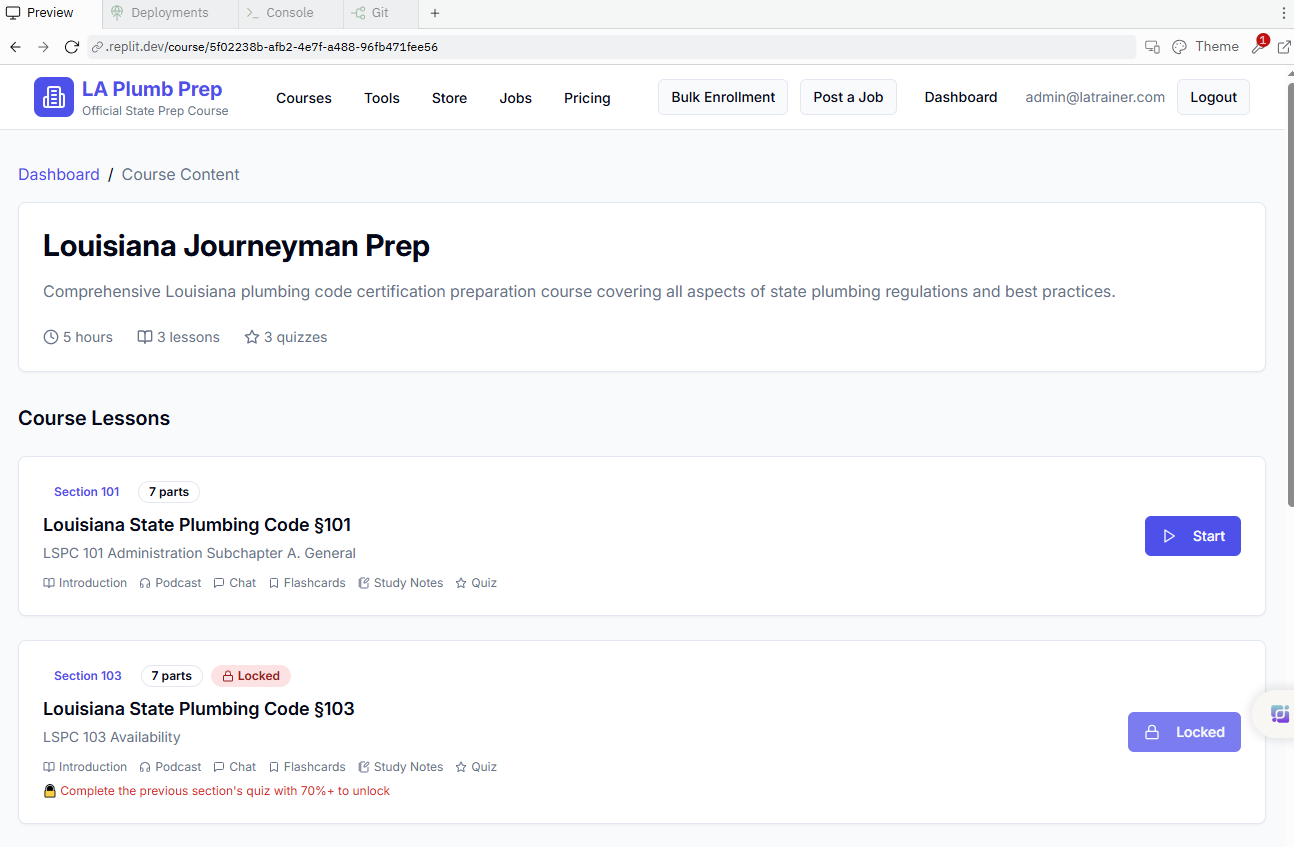 Preview Deployments Console Git
.replit.dev/course/5f02238b-afb2-4e7f-a488-96fb471fee56 Theme 1
LA Plumb Prep
Official State Prep Course
Courses Tools Store Jobs Pricing Bulk Enrollment Post a Job Dashboard admin@latrainer.com Logout
Dashboard / Course Content
Louisiana Journeyman Prep
Comprehensive Louisiana plumbing code certification preparation course covering all aspects of state plumbing regulations and best practices.
5 hours 3 lessons 3 quizzes
Course Lessons
Section 101 7 parts
Louisiana State Plumbing Code §101
LSPC 101 Administration Subchapter A. General
Introduction Podcast Chat Flashcards Study Notes Quiz
Start
Section 103 7 parts Locked
Louisiana State Plumbing Code §103
LSPC 103 Availability
Introduction Podcast Chat Flashcards Study Notes Quiz
Complete the previous section's quiz with 70%+ to unlock
Locked